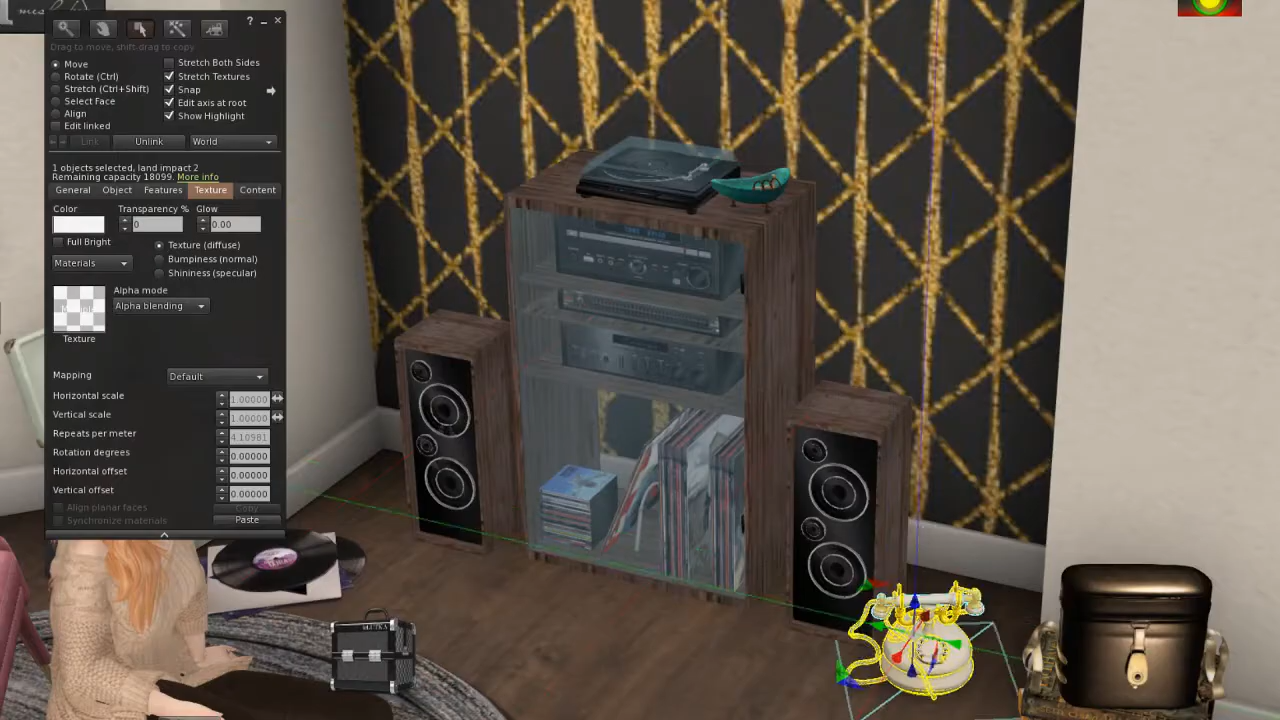 ?
Drag to move, shift-drag to copy
Move
Rotate (Ctrl)
Stretch (Ctrl+Shift)
Select Face
Align
Edit linked
Stretch Both Sides
Stretch Textures
Snap
Edit axis at root
Show Highlight
Link
Unlink
World
1 objects selected, land impact 2
Remaining capacity 18099. More info
General
Object
Features
Texture
Content
Color
Transparency %
Glow
0
0.00
Full Bright
Texture (diffuse)
Bumpiness (normal)
Shininess (specular)
Materials
Alpha mode
Alpha blending
Texture
Mapping
Default
Horizontal scale
1.00000
Vertical scale
1.00000
Repeats per meter
4.10981
Rotation degrees
0.00000
Horizontal offset
0.00000
Vertical offset
0.00000
Align planar faces
Copy
Synchronize materials
Paste